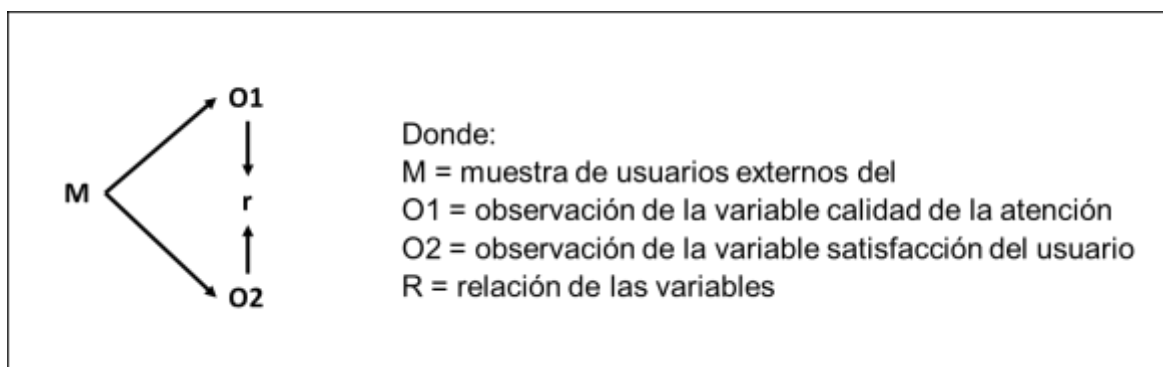 O1
M
r
O2
Donde:
M = muestra de usuarios externos del
O1 = observación de la variable calidad de la atención
O2 = observación de la variable satisfacción del usuario
R = relación de las variables